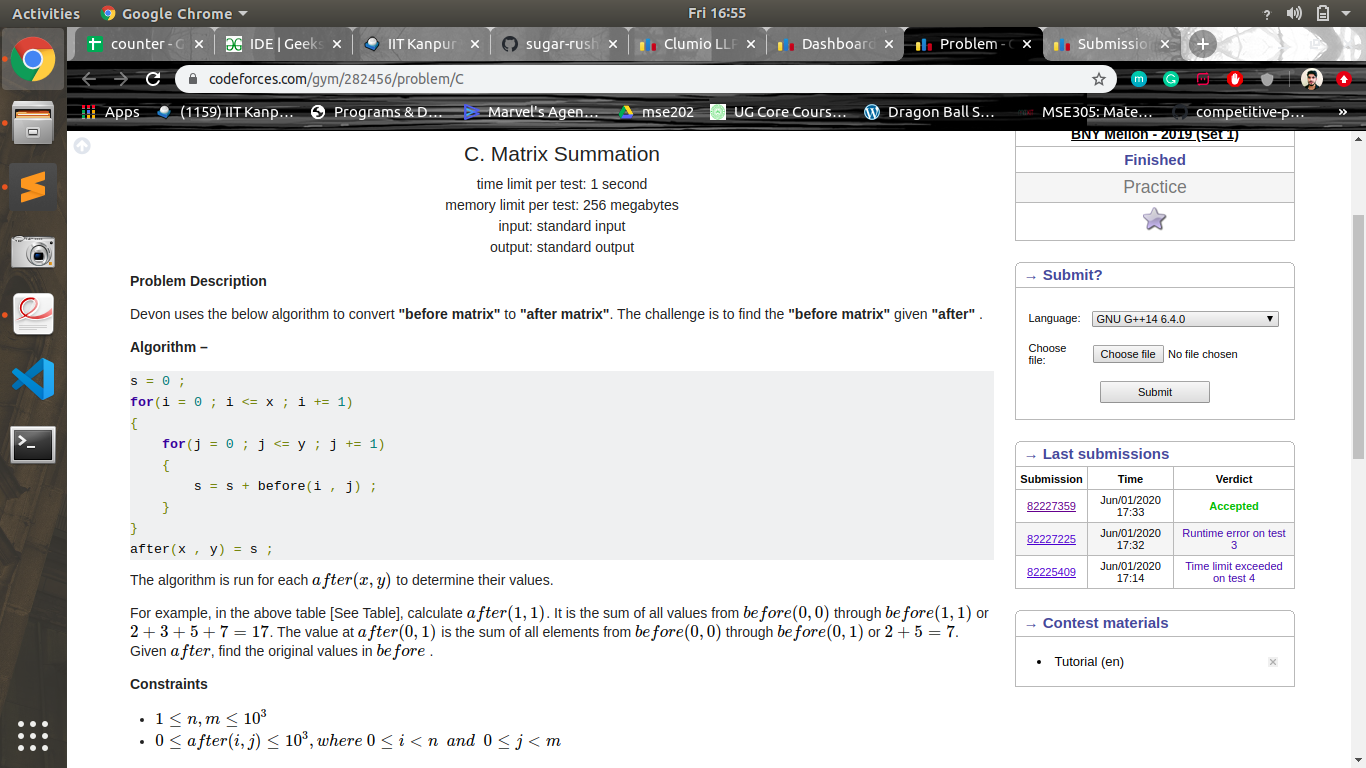 Activities Google Chrome Fri 16:55
counter - G IDE | Geeks IIT Kanpur sugar-rush Clumio LLP Dashboard Problem - C Submission
codeforces.com/gym/282456/problem/C
Apps (1159) IIT Kanp... Programs & D... Marvel's Agen... mse202 UG Core Cours... Dragon Ball S... MSE305: Mate... competitive-p... »
C. Matrix Summation
time limit per test: 1 second
memory limit per test: 256 megabytes
input: standard input
output: standard output
Problem Description
Devon uses the below algorithm to convert "before matrix" to "after matrix". The challenge is to find the "before matrix" given "after" .
Algorithm –
s = 0 ;
for(i = 0 ; i <= x ; i += 1)
{
for(j = 0 ; j <= y ; j += 1)
{
s = s + before(i , j) ;
}
}
after(x , y) = s ;
The algorithm is run for each after(x, y) to determine their values.
For example, in the above table [See Table], calculate after(1, 1). It is the sum of all values from before(0, 0) through before(1, 1) or
2 + 3 + 5 + 7 = 17. The value at after(0, 1) is the sum of all elements from before(0, 0) through before(0, 1) or 2 + 5 = 7.
Given after, find the original values in before .
Constraints
• 1 ≤ n, m ≤ 10³
• 0 ≤ after(i, j) ≤ 10³, where 0 ≤ i < n and 0 ≤ j < m
BNY Mellon - 2019 (Set 1)
Finished
Practice
→ Submit?
Language: GNU G++14 6.4.0
Choose
file: Choose file No file chosen
Submit
→ Last submissions
Submission Time Verdict
82227359 Jun/01/2020 17:33 Accepted
82227225 Jun/01/2020 17:32 Runtime error on test 3
82225409 Jun/01/2020 17:14 Time limit exceeded on test 4
→ Contest materials
• Tutorial (en)